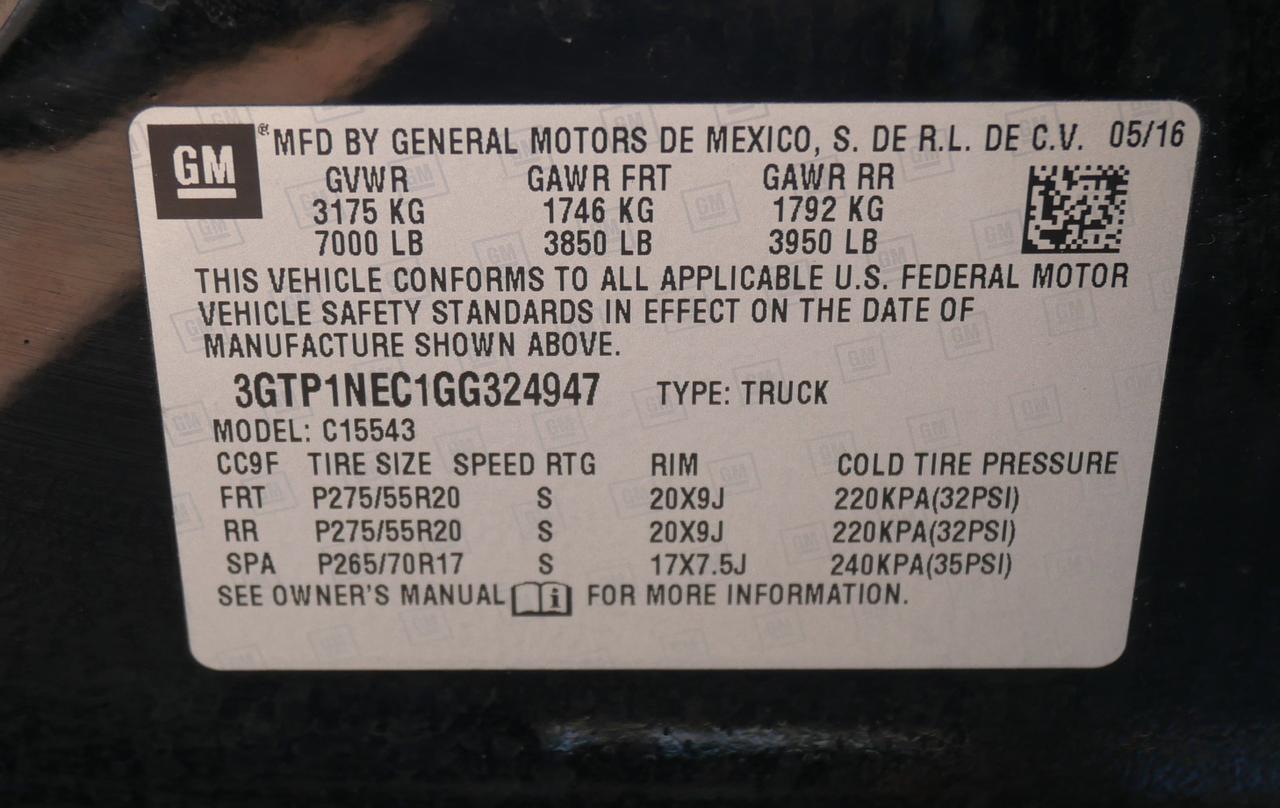 GM ® MFD BY GENERAL MOTORS DE MEXICO, S. DE R.L. DE C.V. 05/16
GVWR GAWR FRT GAWR RR
3175 KG 1746 KG 1792 KG
7000 LB 3850 LB 3950 LB
THIS VEHICLE CONFORMS TO ALL APPLICABLE U.S. FEDERAL MOTOR
VEHICLE SAFETY STANDARDS IN EFFECT ON THE DATE OF
MANUFACTURE SHOWN ABOVE.
3GTP1NEC1GG324947 TYPE: TRUCK
MODEL: C15543
CC9F TIRE SIZE SPEED RTG RIM COLD TIRE PRESSURE
FRT P275/55R20 S 20X9J 220KPA(32PSI)
RR P275/55R20 S 20X9J 220KPA(32PSI)
SPA P265/70R17 S 17X7.5J 240KPA(35PSI)
SEE OWNER'S MANUAL FOR MORE INFORMATION.